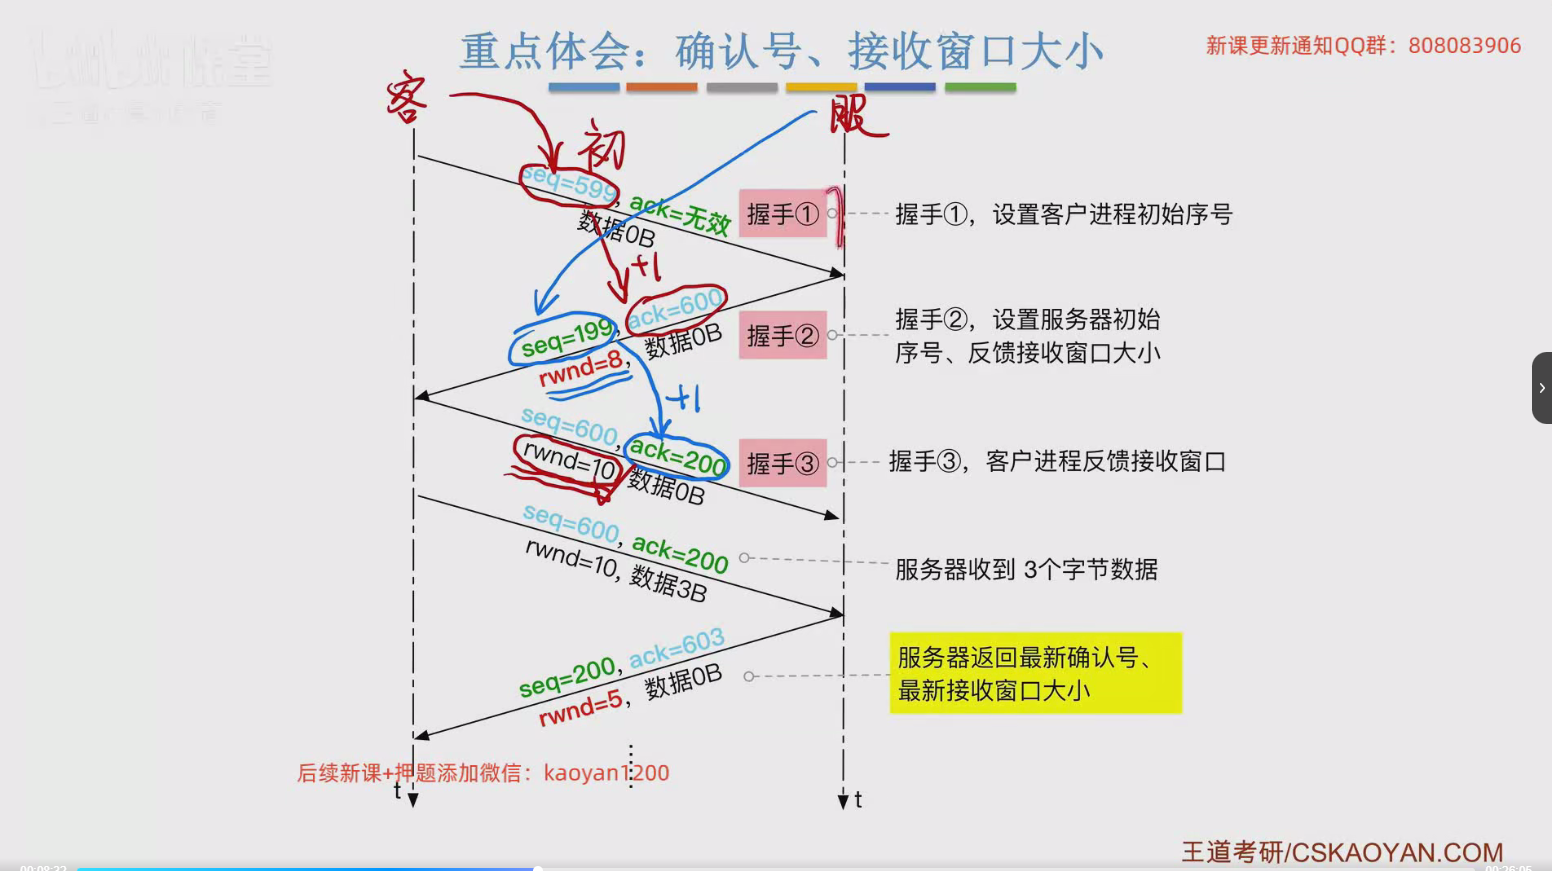 重点体会：确认号、接收窗口大小
新课更新通知QQ群：808083906
客
服
初
seq=599, ack=无效
数据0B
握手①
握手①，设置客户进程初始序号
+1
seq=199, ack=600
rwnd=8, 数据0B
握手②
握手②，设置服务器初始
序号、反馈接收窗口大小
+1
seq=600, ack=200
rwnd=10, 数据0B
握手③
握手③，客户进程反馈接收窗口
seq=600, ack=200
rwnd=10, 数据3B
服务器收到 3个字节数据
seq=200, ack=603
rwnd=5, 数据0B
服务器返回最新确认号、
最新接收窗口大小
后续新课+押题添加微信：kaoyan1200
t
t
王道考研/CSKAOYAN.COM